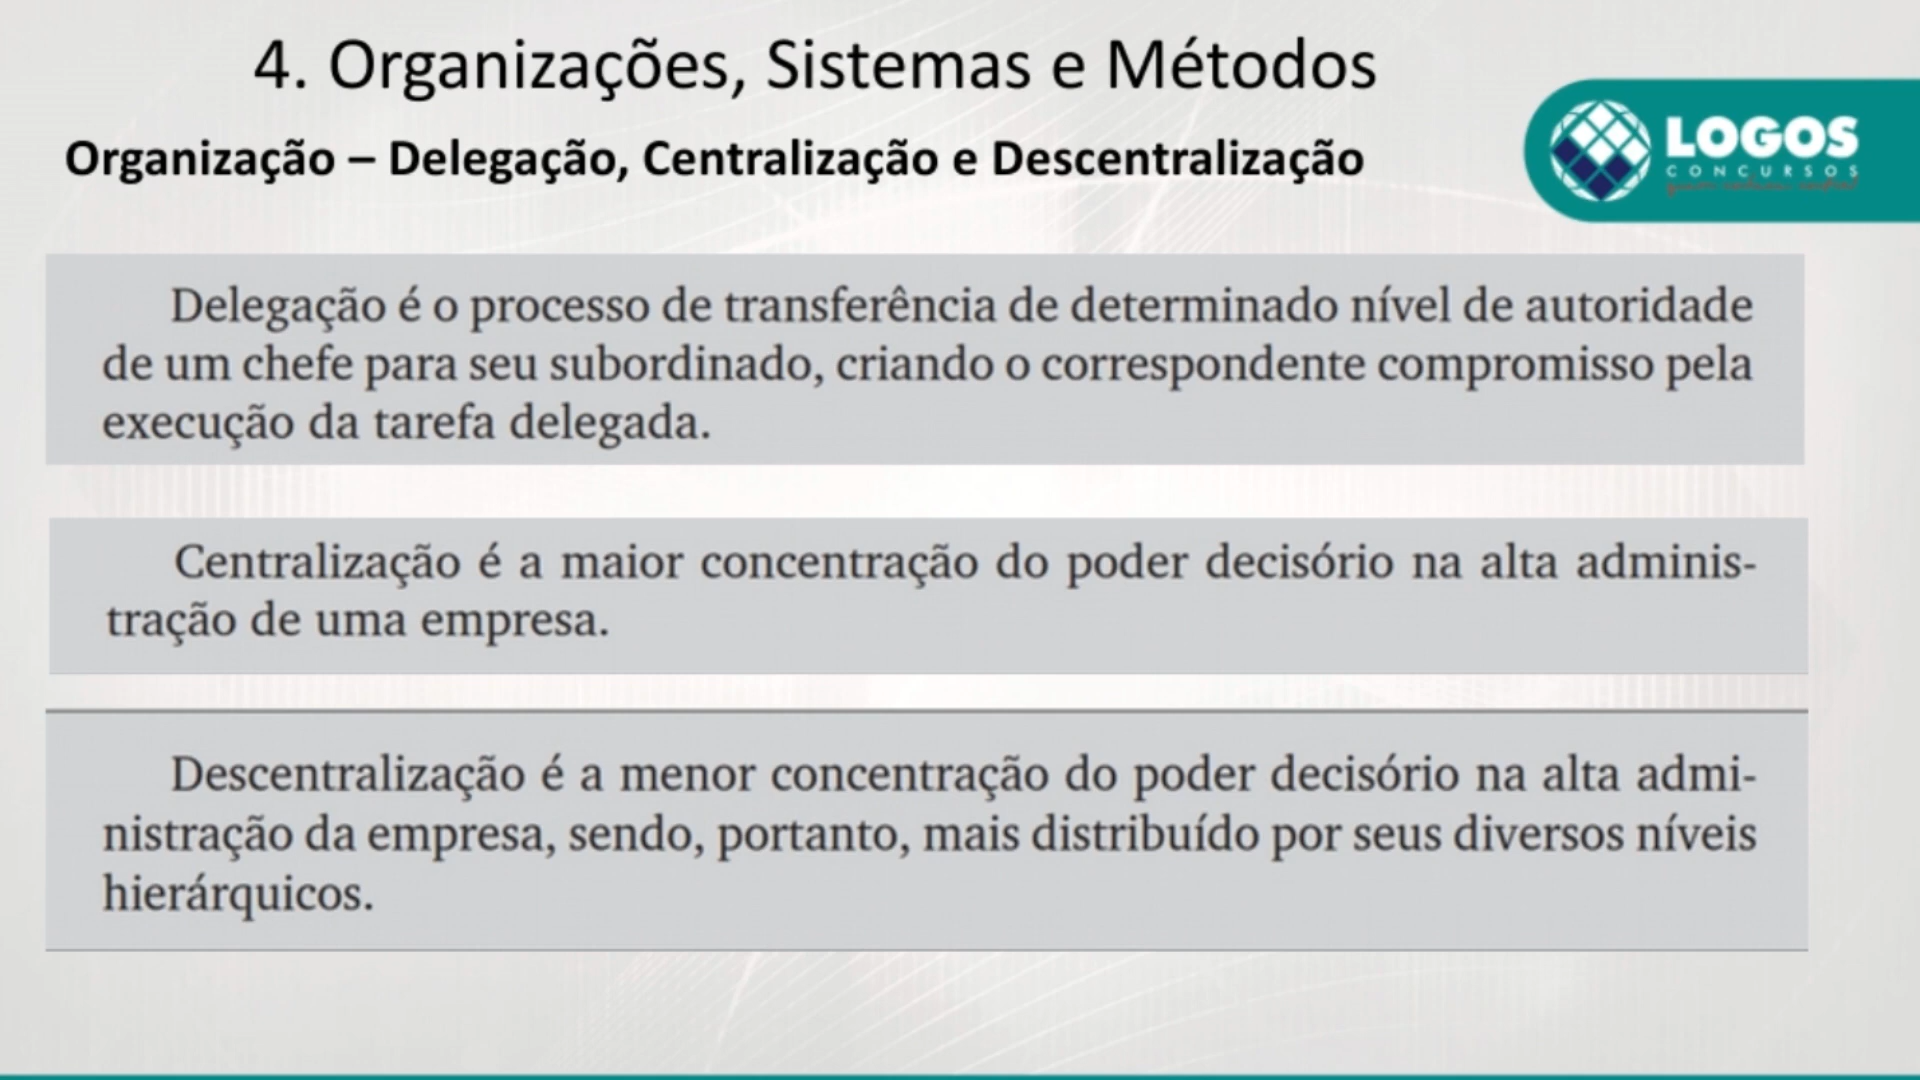 4. Organizações, Sistemas e Métodos
Organização – Delegação, Centralização e Descentralização
LOGOS
CONCURSOS
Delegação é o processo de transferência de determinado nível de autoridade
de um chefe para seu subordinado, criando o correspondente compromisso pela
execução da tarefa delegada.
Centralização é a maior concentração do poder decisório na alta adminis-
tração de uma empresa.
Descentralização é a menor concentração do poder decisório na alta admi-
nistração da empresa, sendo, portanto, mais distribuído por seus diversos níveis
hierárquicos.